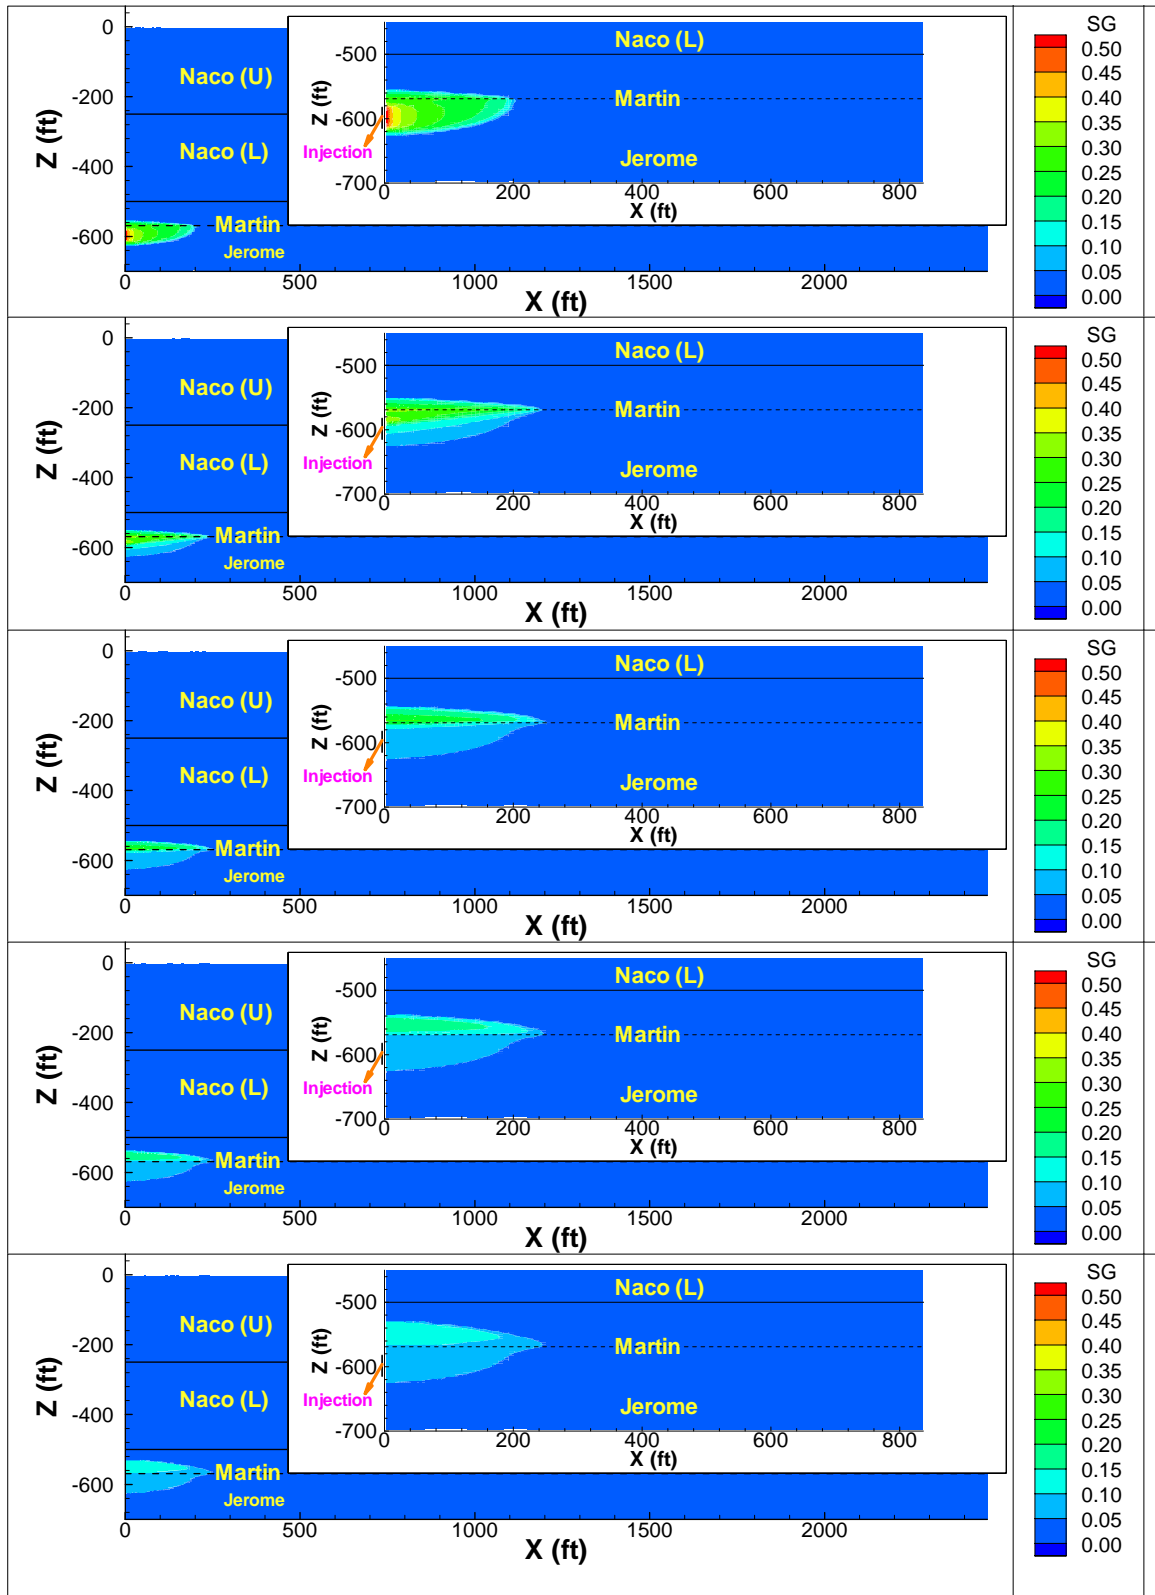 SG
0
Naco (U)
-200
Z (ft)
Naco (L)
-400
Martin
-600
Jerome
0 500 1000 1500 2000
X (ft)
Naco (L)
-500
Z (ft)
Martin
-600
Injection
Jerome
-700
0 200 400 600 800
X (ft)
0.50
0.45
0.40
0.35
0.30
0.25
0.20
0.15
0.10
0.05
0.00
SG
0
Naco (U)
-200
Z (ft)
Naco (L)
-400
Martin
-600
Jerome
0 500 1000 1500 2000
X (ft)
Naco (L)
-500
Z (ft)
Martin
-600
Injection
Jerome
-700
0 200 400 600 800
X (ft)
0.50
0.45
0.40
0.35
0.30
0.25
0.20
0.15
0.10
0.05
0.00
SG
0
Naco (U)
-200
Z (ft)
Naco (L)
-400
Martin
-600
Jerome
0 500 1000 1500 2000
X (ft)
Naco (L)
-500
Z (ft)
Martin
-600
Injection
Jerome
-700
0 200 400 600 800
X (ft)
0.50
0.45
0.40
0.35
0.30
0.25
0.20
0.15
0.10
0.05
0.00
SG
0
Naco (U)
-200
Z (ft)
Naco (L)
-400
Martin
-600
Jerome
0 500 1000 1500 2000
X (ft)
Naco (L)
-500
Z (ft)
Martin
-600
Injection
Jerome
-700
0 200 400 600 800
X (ft)
0.50
0.45
0.40
0.35
0.30
0.25
0.20
0.15
0.10
0.05
0.00
SG
0
Naco (U)
-200
Z (ft)
Naco (L)
-400
Martin
-600
Jerome
0 500 1000 1500 2000
X (ft)
Naco (L)
-500
Z (ft)
Martin
-600
Injection
Jerome
-700
0 200 400 600 800
X (ft)
0.50
0.45
0.40
0.35
0.30
0.25
0.20
0.15
0.10
0.05
0.00